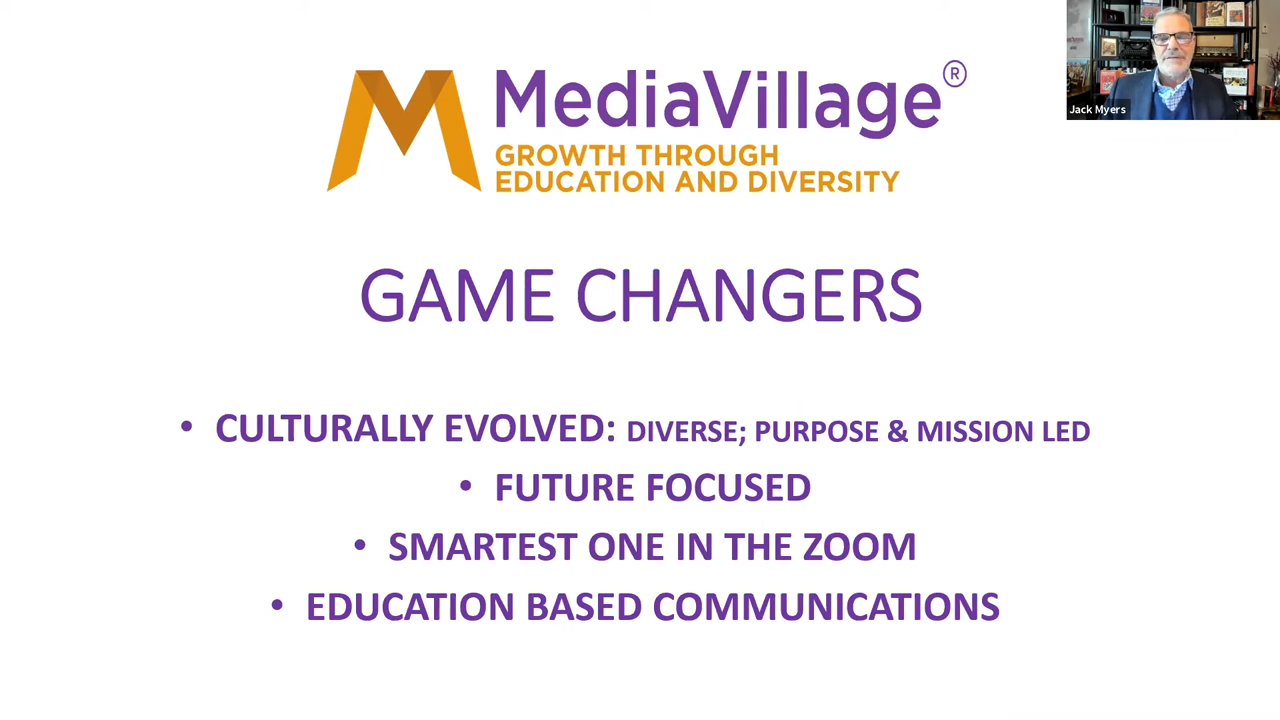 MediaVillage®
GROWTH THROUGH
EDUCATION AND DIVERSITY
Jack Myers
GAME CHANGERS
• CULTURALLY EVOLVED: DIVERSE; PURPOSE & MISSION LED
• FUTURE FOCUSED
• SMARTEST ONE IN THE ZOOM
• EDUCATION BASED COMMUNICATIONS